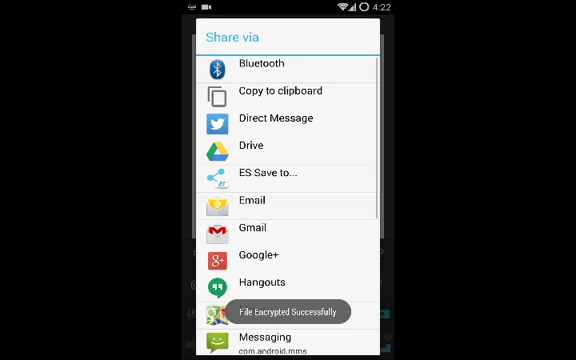 4:22
Share via
Bluetooth
Copy to clipboard
Direct Message
Drive
ES Save to...
Email
Gmail
Google+
Hangouts
File Encrypted Successfully
Messaging
com.android.mms